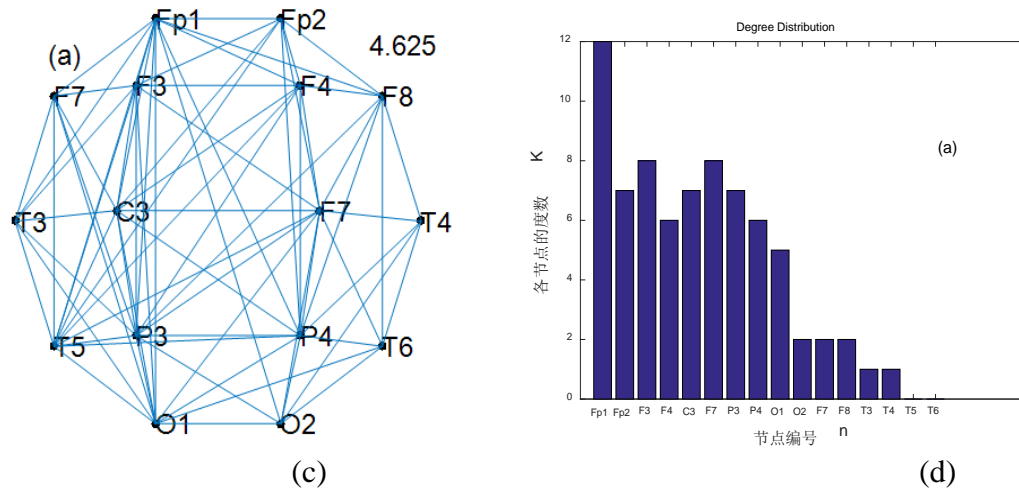 Fp1 Fp2
(a) 4.625
F3 F4
F7 F8
T3 C3 F7 T4
P3 P4
T5 T6
O1 O2
(c)
Degree Distribution
12
10
8
6
4
2
0
各节点的度数 K
(a)
Fp1 Fp2 F3 F4 C3 F7 P3 P4 O1 O2 F7 F8 T3 T4 T5 T6
节点编号 n
(d)